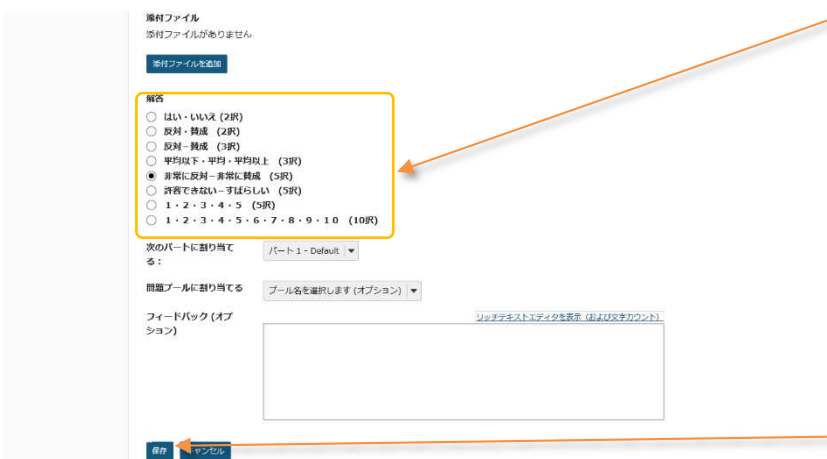 添付ファイル
添付ファイルがありません
添付ファイルを追加
解答
はい・いいえ (2択)
反対・賛成 (2択)
反対－賛成 (3択)
平均以下・平均・平均以上 (3択)
非常に反対－非常に賛成 (5択)
許容できない－すばらしい (5択)
1・2・3・4・5 (5択)
1・2・3・4・5・6・7・8・9・10 (10択)
次のパートに割り当て
る：
パート 1 - Default
問題プールに割り当てる
プール名を選択します (オプション)
フィードバック (オプ
ション)
リッチテキストエディタを表示 (および文字カウント)
保存
キャンセル